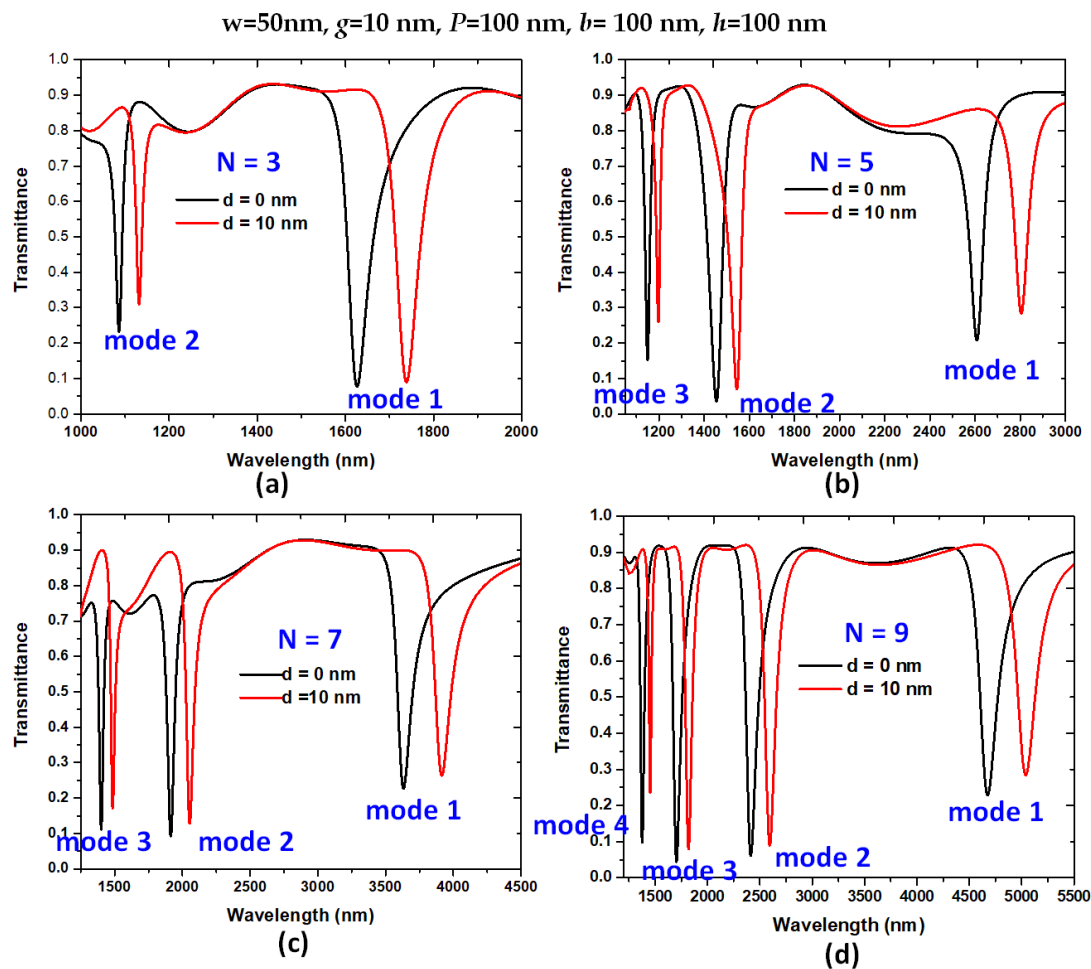 w=50nm, g=10 nm, P=100 nm, b= 100 nm, h=100 nm
1.0
0.9
0.8
0.7
0.6
0.5
0.4
0.3
0.2
0.1
0.0
Transmittance
N = 3
d = 0 nm
d = 10 nm
mode 2
mode 1
1000 1200 1400 1600 1800 2000
Wavelength (nm)
(a)
1.0
0.9
0.8
0.7
0.6
0.5
0.4
0.3
0.2
0.1
0.0
Transmittance
N = 5
d = 0 nm
d = 10 nm
mode 3
mode 2
mode 1
1200 1400 1600 1800 2000 2200 2400 2600 2800 3000
Wavelength (nm)
(b)
1.0
0.9
0.8
0.7
0.6
0.5
0.4
0.3
0.2
0.1
0.0
Transmittance
N = 7
d = 0 nm
d =10 nm
mode 3
mode 2
mode 1
1500 2000 2500 3000 3500 4000 4500
Wavelength (nm)
(c)
1.0
0.9
0.8
0.7
0.6
0.5
0.4
0.3
0.2
0.1
0.0
Transmittance
N = 9
d = 0 nm
d = 10 nm
mode 4
mode 3
mode 2
mode 1
1500 2000 2500 3000 3500 4000 4500 5000 5500
Wavelength (nm)
(d)